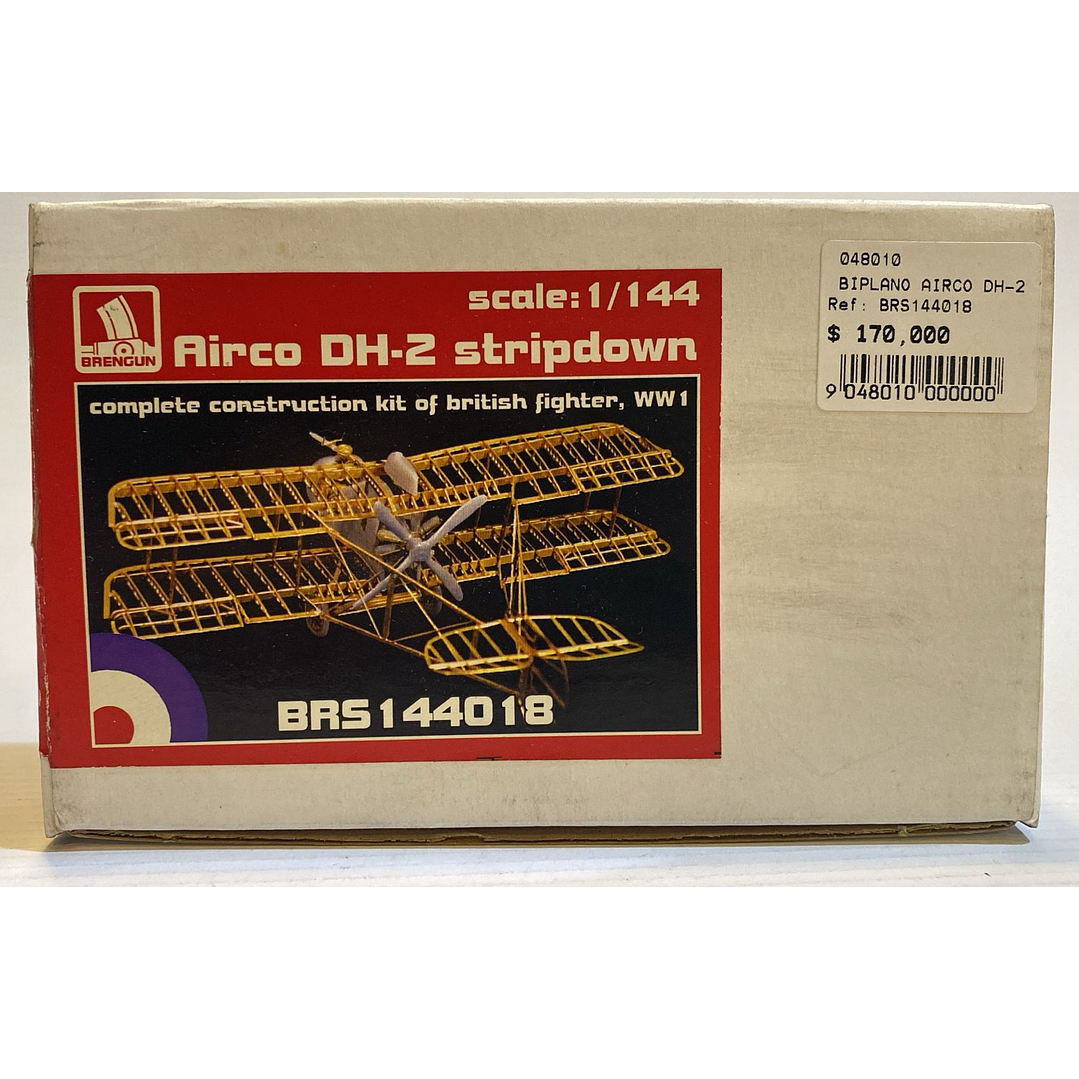 scale:1/144
BRENGUN
Airco DH-2 stripdown
complete construction kit of british fighter, WW1
BRS144018
048010
BIPLANO AIRCO DH-2
Ref: BRS144018
$ 170,000
9 048010 000000